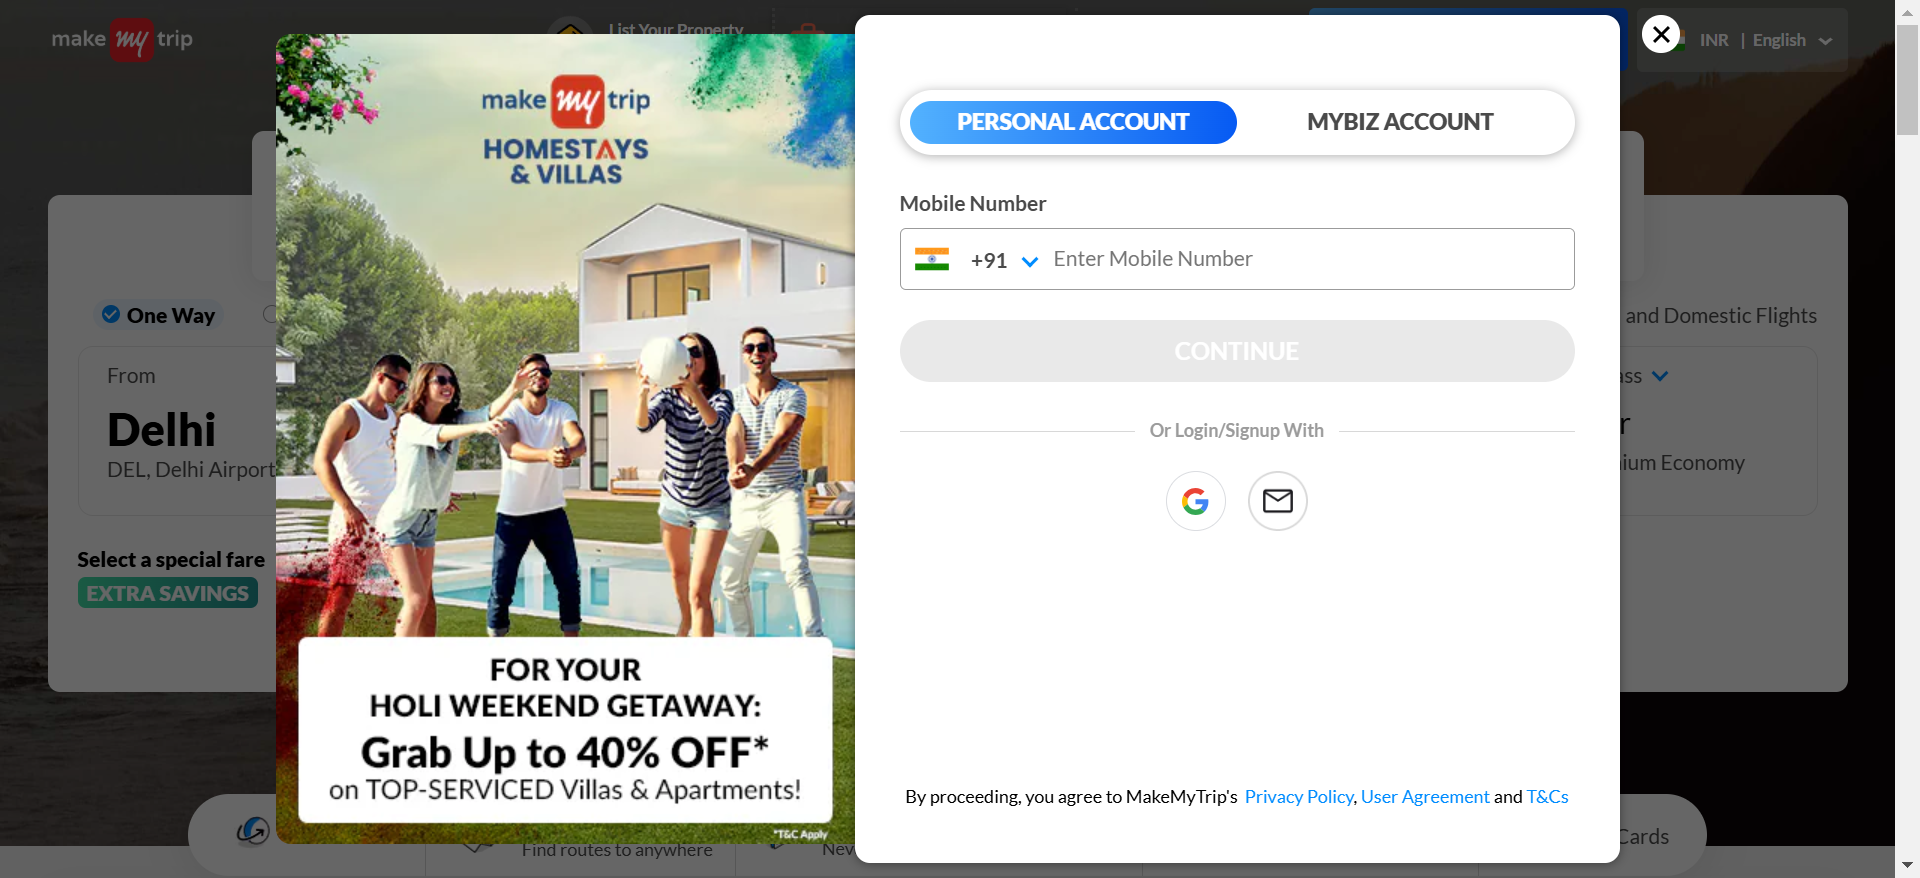 make my trip
List Your Property
INR | English
make my trip
HOMESTAYS
& VILLAS
PERSONAL ACCOUNT
MYBIZ ACCOUNT
Mobile Number
+91 Enter Mobile Number
CONTINUE
Or Login/Signup With
One Way
and Domestic Flights
From
Delhi
DEL, Delhi Airport
Economy
Select a special fare
EXTRA SAVINGS
FOR YOUR
HOLI WEEKEND GETAWAY:
Grab Up to 40% OFF*
on TOP-SERVICED Villas & Apartments!
*T&C Apply
By proceeding, you agree to MakeMyTrip's Privacy Policy, User Agreement and T&Cs
Find routes to anywhere
Cards